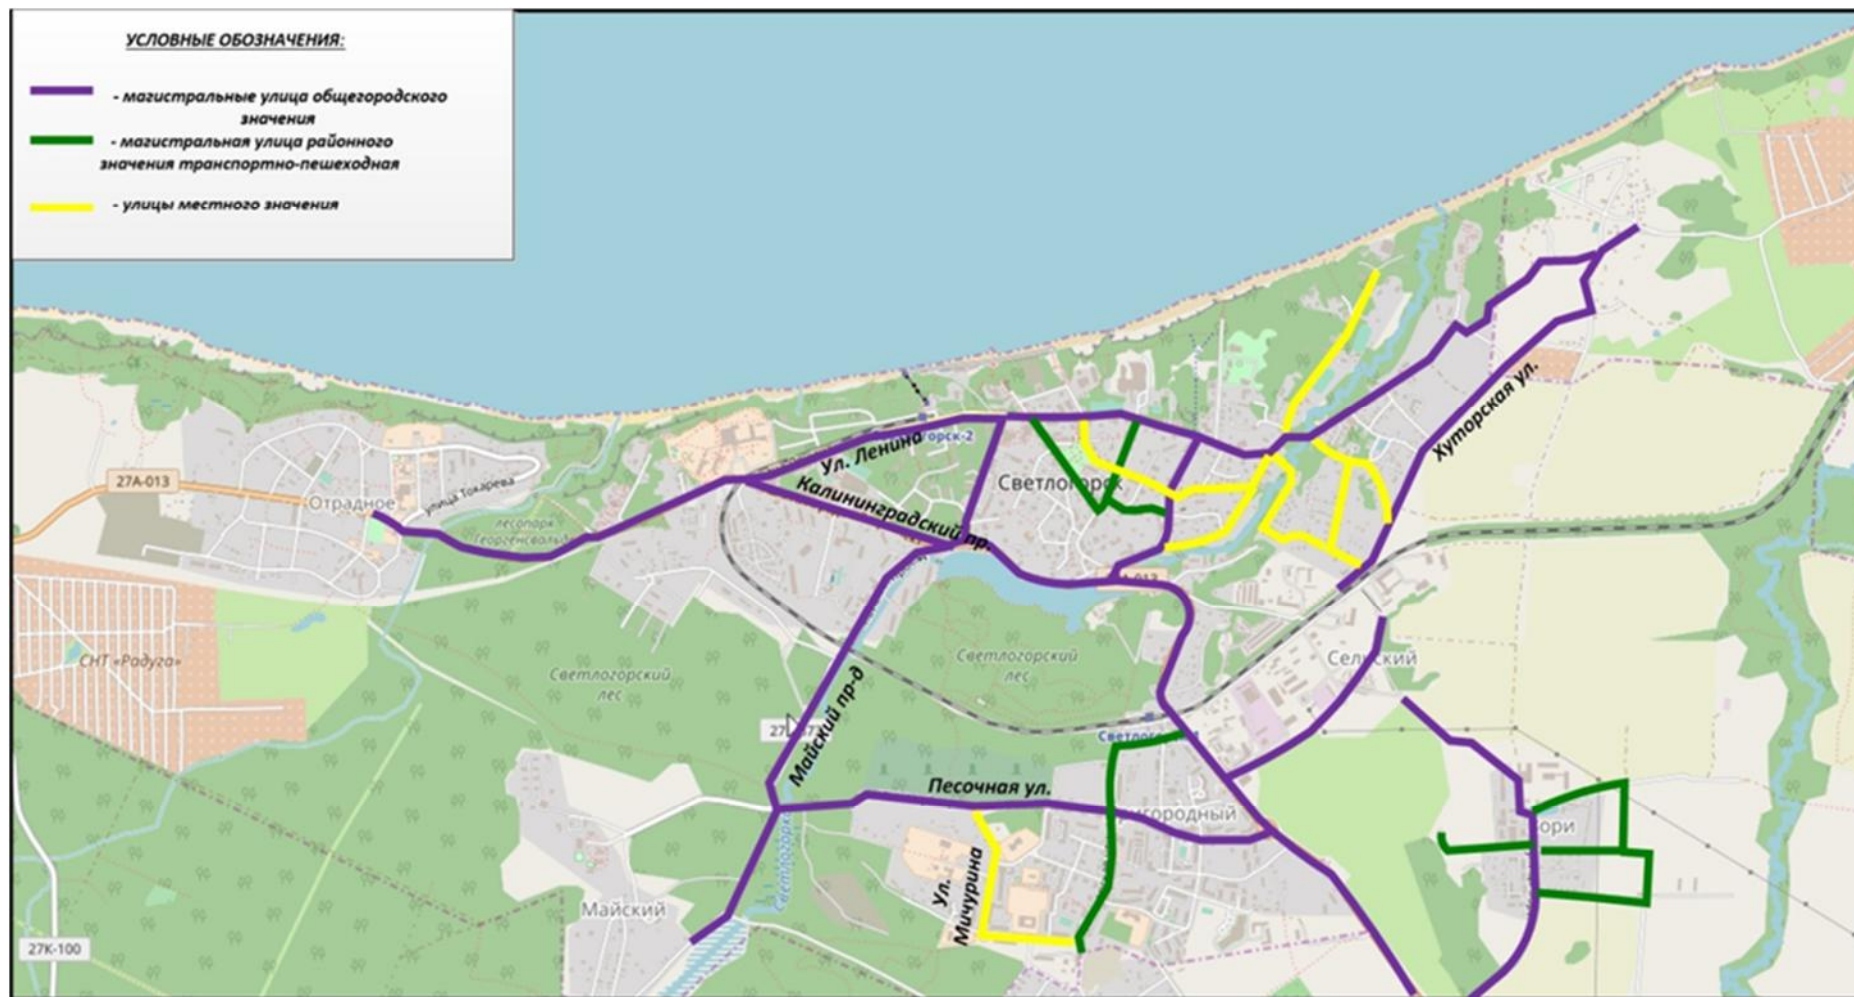 УСЛОВНЫЕ ОБОЗНАЧЕНИЯ:
- магистральные улица общегородского
значения
- магистральная улица районного
значения транспортно-пешеходная
- улицы местного значения
27А-013
Отрадное
улица Токарева
лесопарк
Георгенсвальд
СНТ «Радуга»
Светлогорский
лес
Ул. Ленина
Калининградский пр.
Светлогорск
Хуторская ул.
Светлогорский
лес
Сельский
Майский пр-д
Песочная ул.
Ул.
Мичурина
Майский
27К-100